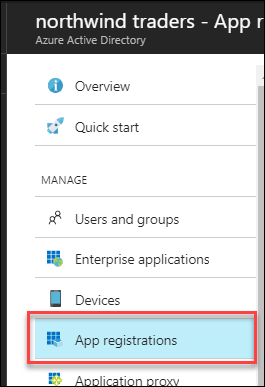 northwind traders - App r
Azure Active Directory
Overview
Quick start
MANAGE
Users and groups
Enterprise applications
Devices
App registrations
Application proxy